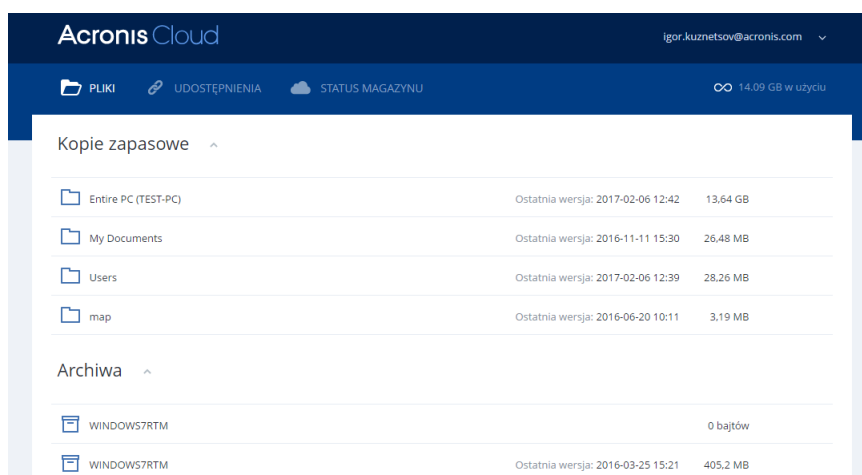 Acronis Cloud
igor.kuznetsov@acronis.com
PLIKI UDOSTĘPNIENIA STATUS MAGAZYNU 14.09 GB w użyciu
Kopie zapasowe
Entire PC (TEST-PC) Ostatnia wersja: 2017-02-06 12:42 13,64 GB
My Documents Ostatnia wersja: 2016-11-11 15:30 26,48 MB
Users Ostatnia wersja: 2017-02-06 12:39 28,26 MB
map Ostatnia wersja: 2016-06-20 10:11 3,19 MB
Archiwa
WINDOWS7RTM 0 bajtów
WINDOWS7RTM Ostatnia wersja: 2016-03-25 15:21 405,2 MB